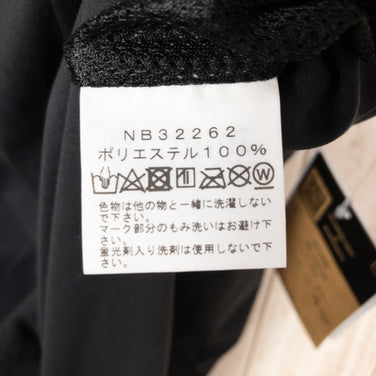 NB32262
ポリエステル100%
W
色物は他の物と一緒に洗濯しない
で下さい。
マーク部分のもみ洗いはお避け下
さい。
蛍光剤入り洗剤は使用しないで下
さい。